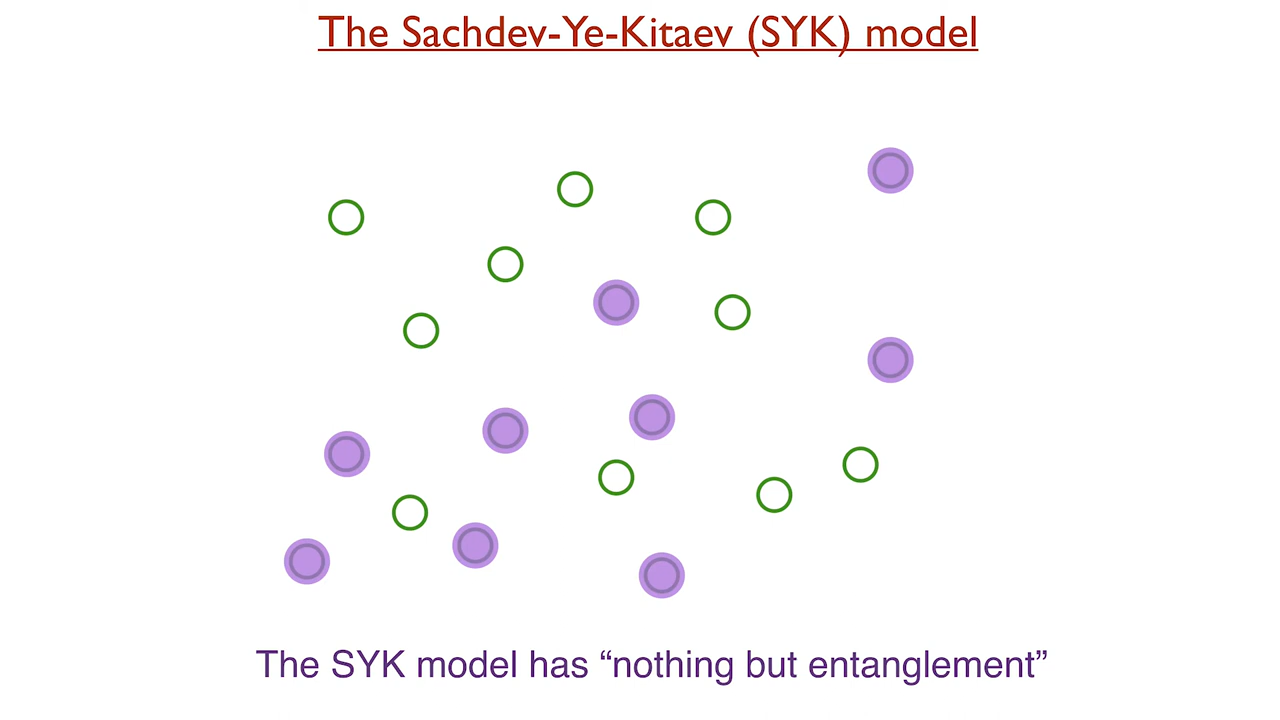 The Sachdev-Ye-Kitaev (SYK) model
The SYK model has “nothing but entanglement”